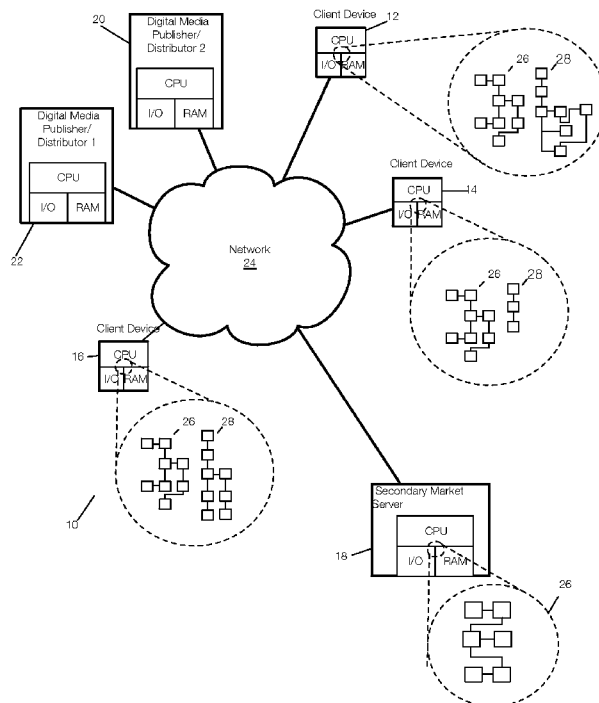 20
Digital Media
Publisher/
Distributor 2
CPU
I/O
RAM
Client Device
12
CPU
I/O
RAM
26
28
Digital Media
Publisher/
Distributor 1
CPU
I/O
RAM
22
Client Device
CPU
14
I/O
RAM
26
28
Network
24
Client Device
16
CPU
I/O
RAM
26
28
10
Secondary Market
Server
CPU
18
I/O
RAM
26